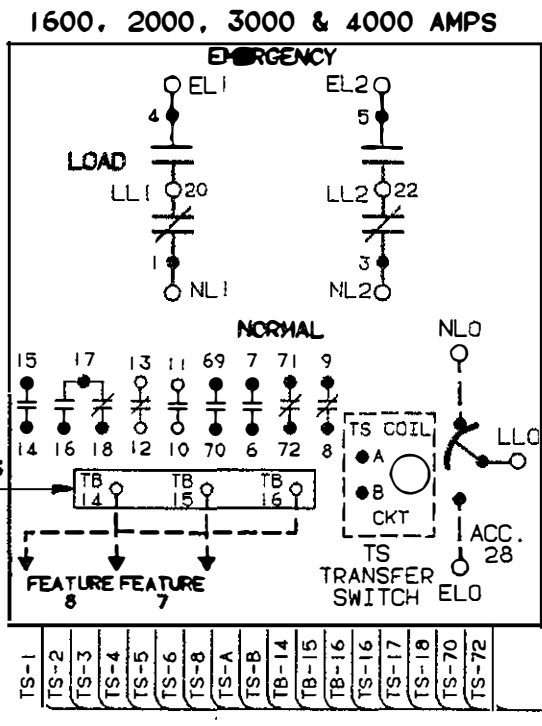 1600, 2000, 3000 & 4000 AMPS
EMERGENCY
EL1 EL2
4 5
LOAD
LL1 20 LL2 22
1 3
NL1 NL2
NORMAL NLO
15 17 13 11 69 7 71 9
14 16 18 12 10 70 6 72 8
TS COIL
A
B
CKT
LLO
TB 14 TB 15 TB 16
ACC. 28
TS
TRANSFER
SWITCH ELO
FEATURE 8 FEATURE 7
TS-1
TS-2
TS-3
TS-4
TS-5
TS-6
TS-8
TS-A
TS-B
TB-14
TB-15
TB-16
TS-16
TS-17
TS-18
TS-70
TS-72